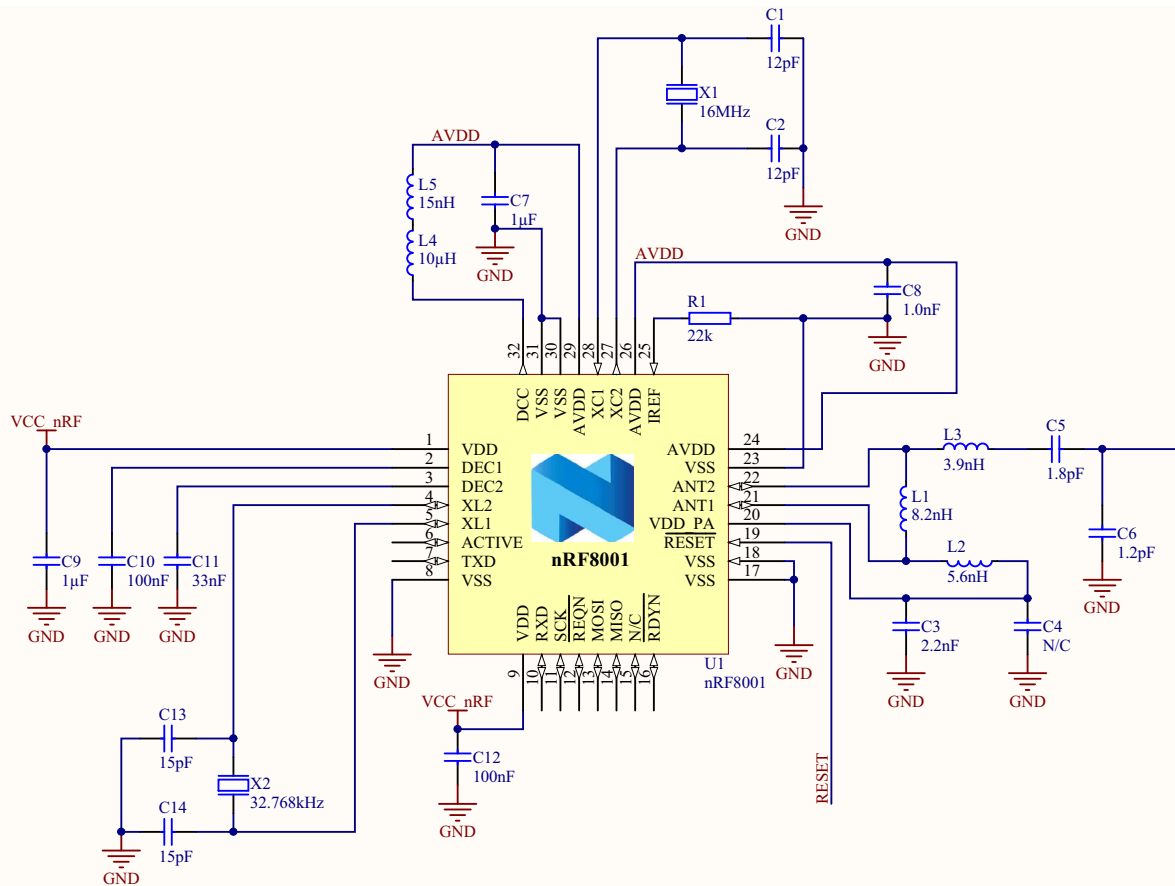 C1
12pF
X1
16MHz
C2
12pF
GND
AVDD
L5
15nH
L4
10µH
C7
1µF
GND
AVDD
C8
1.0nF
GND
R1
22k
32
31
30
29
28
27
26
25
DCC
VSS
VSS
AVDD
XC1
XC2
AVDD
IREF
VCC_nRF
1
2
3
4
5
6
7
8
VDD
DEC1
DEC2
XL2
XL1
ACTIVE
TXD
VSS
nRF8001
AVDD
VSS
ANT2
ANT1
VDD_PA
RESET
VSS
VSS
24
23
22
21
20
19
18
17
VDD
RXD
SCK
REQN
MOSI
MISO
N/C
RDYN
9
10
11
12
13
14
15
16
U1
nRF8001
C9
1µF
GND
C10
100nF
GND
C11
33nF
GND
GND
L3
3.9nH
C5
1.8pF
L1
8.2nH
L2
5.6nH
C6
1.2pF
GND
C3
2.2nF
GND
C4
N/C
GND
GND
RESET
VCC_nRF
C12
100nF
GND
C13
15pF
X2
32.768kHz
C14
15pF
GND